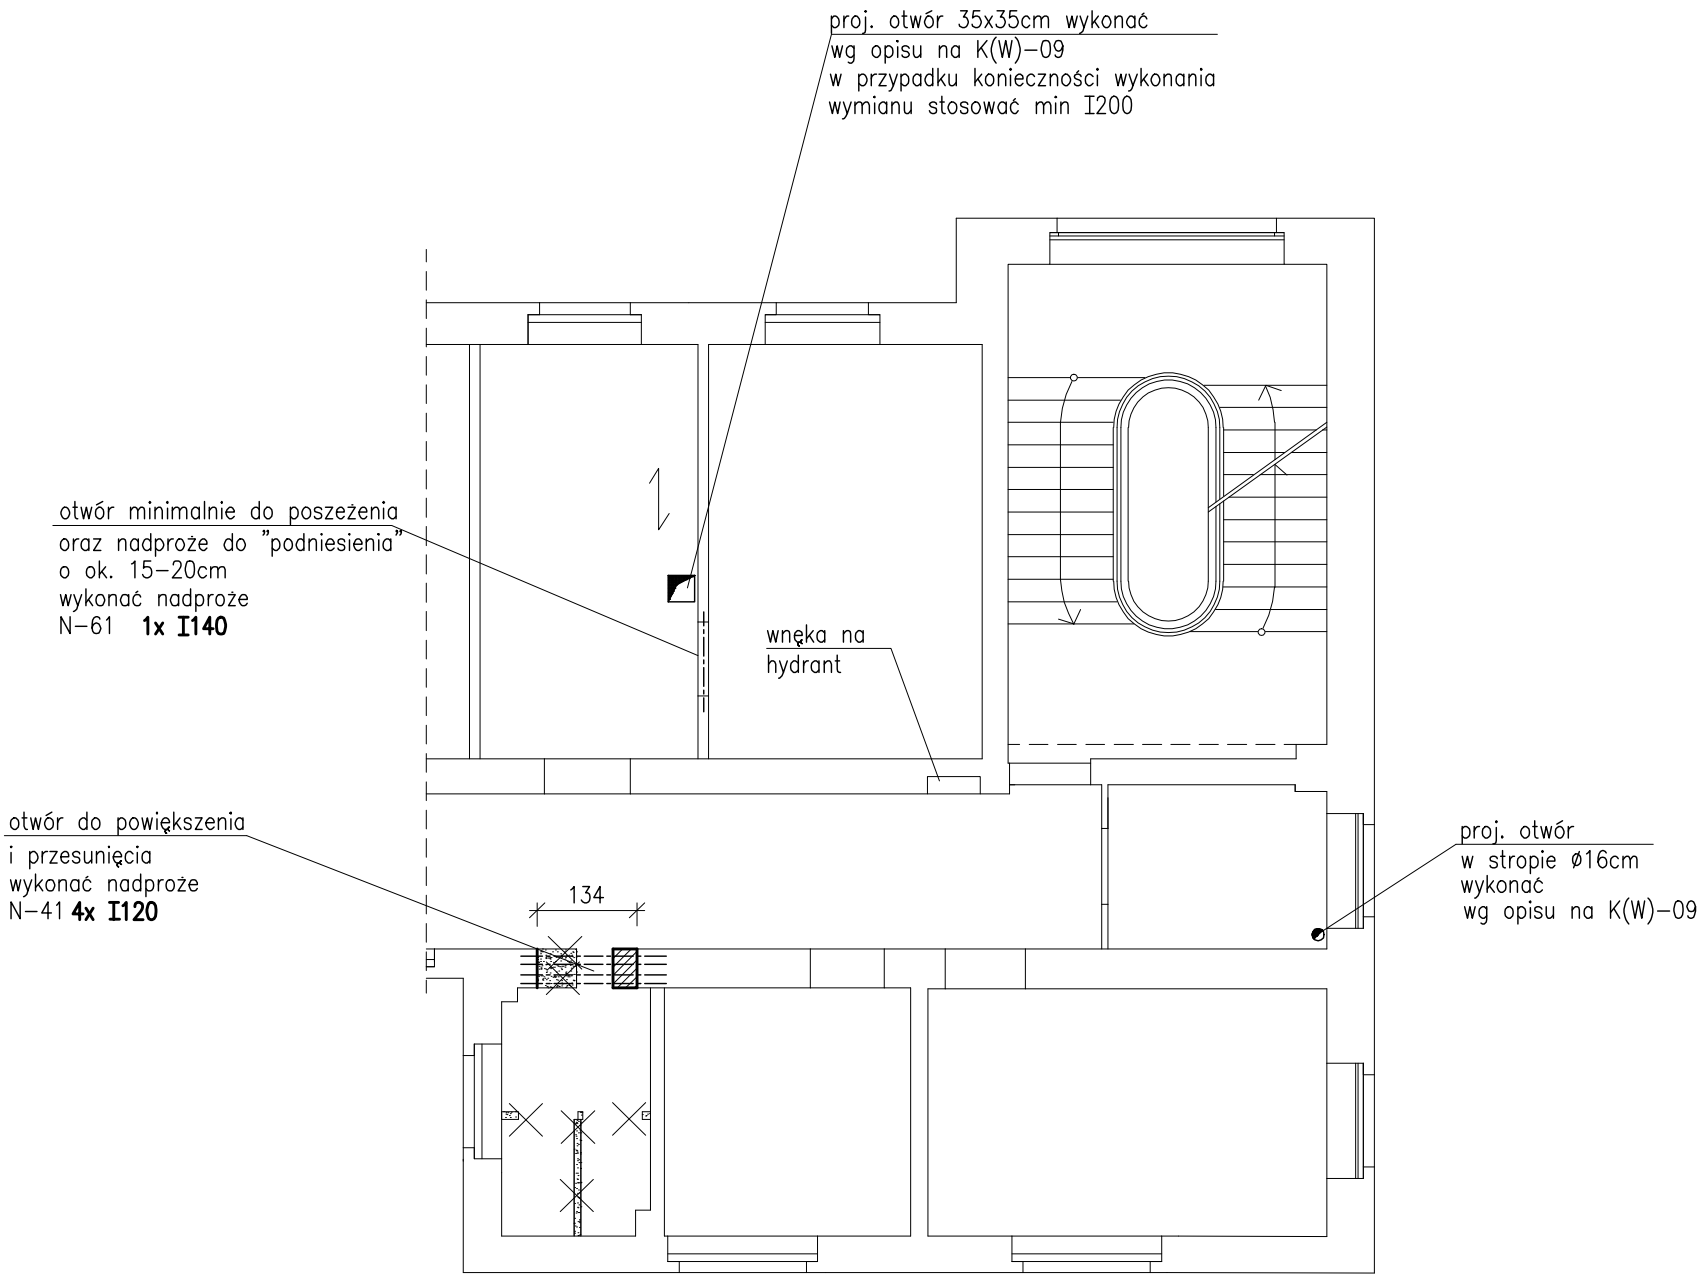 proj. otwór 35x35cm wykonać
wg opisu na K(W)-09
w przypadku konieczności wykonania
wymianu stosować min I200
otwór minimalnie do poszeżenia
oraz nadproże do "podniesienia"
o ok. 15-20cm
wykonać nadproże
N-61 1x I140
wnęka na
hydrant
otwór do powiększenia
i przesunięcia
wykonać nadproże
N-41 4x I120
134
proj. otwór
w stropie ø16cm
wykonać
wg opisu na K(W)-09